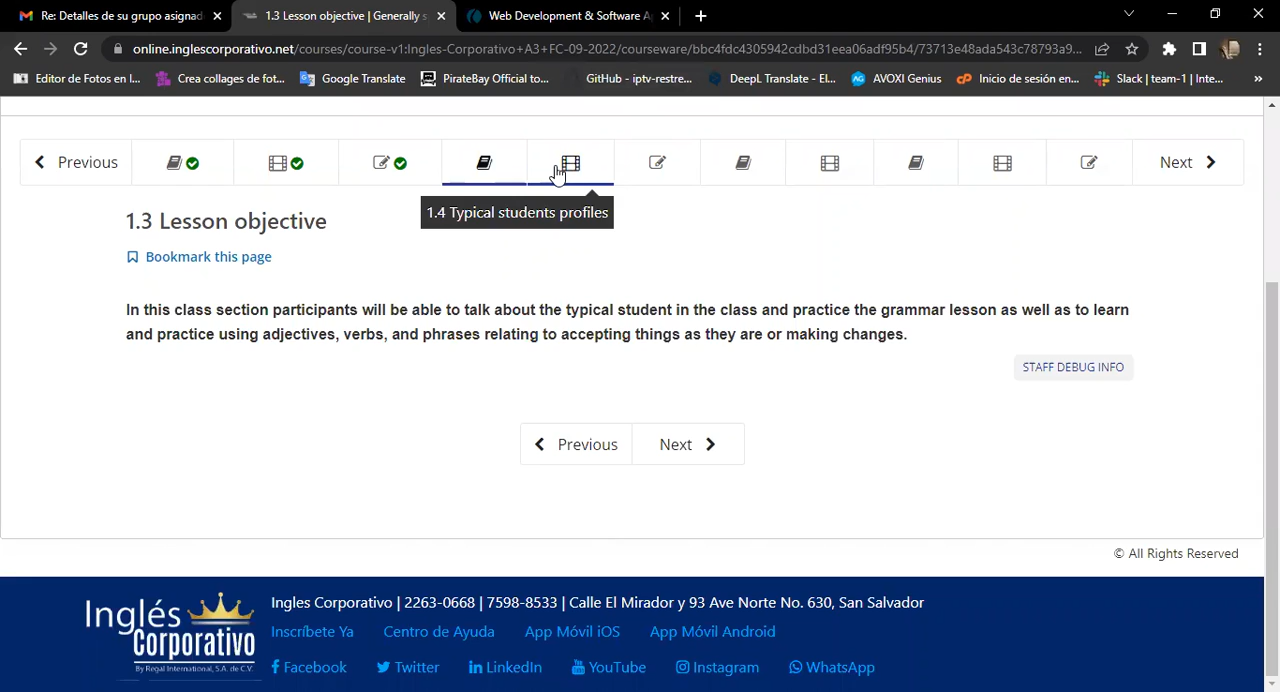 Re: Detalles de su grupo asignad
1.3 Lesson objective | Generally s
Web Development & Software A
online.inglescorporativo.net/courses/course-v1:Ingles-Corporativo+A3+FC-09-2022/courseware/bbc4fdc4305942cdbd31eea06adf95b4/73713e48ada543c78793a9...
Editor de Fotos en l...
Crea collages de fot...
Google Translate
PirateBay Official to...
GitHub - iptv-restre...
DeepL Translate - El...
AVOXI Genius
Inicio de sesión en...
Slack | team-1 | Inte...
Previous
Next
1.4 Typical students profiles
1.3 Lesson objective
Bookmark this page
In this class section participants will be able to talk about the typical student in the class and practice the grammar lesson as well as to learn
and practice using adjectives, verbs, and phrases relating to accepting things as they are or making changes.
STAFF DEBUG INFO
Previous
Next
© All Rights Reserved
Inglés
Corporativo
By Regal International, S.A. de C.V.
Ingles Corporativo | 2263-0668 | 7598-8533 | Calle El Mirador y 93 Ave Norte No. 630, San Salvador
Inscríbete Ya
Centro de Ayuda
App Móvil iOS
App Móvil Android
Facebook
Twitter
LinkedIn
YouTube
Instagram
WhatsApp